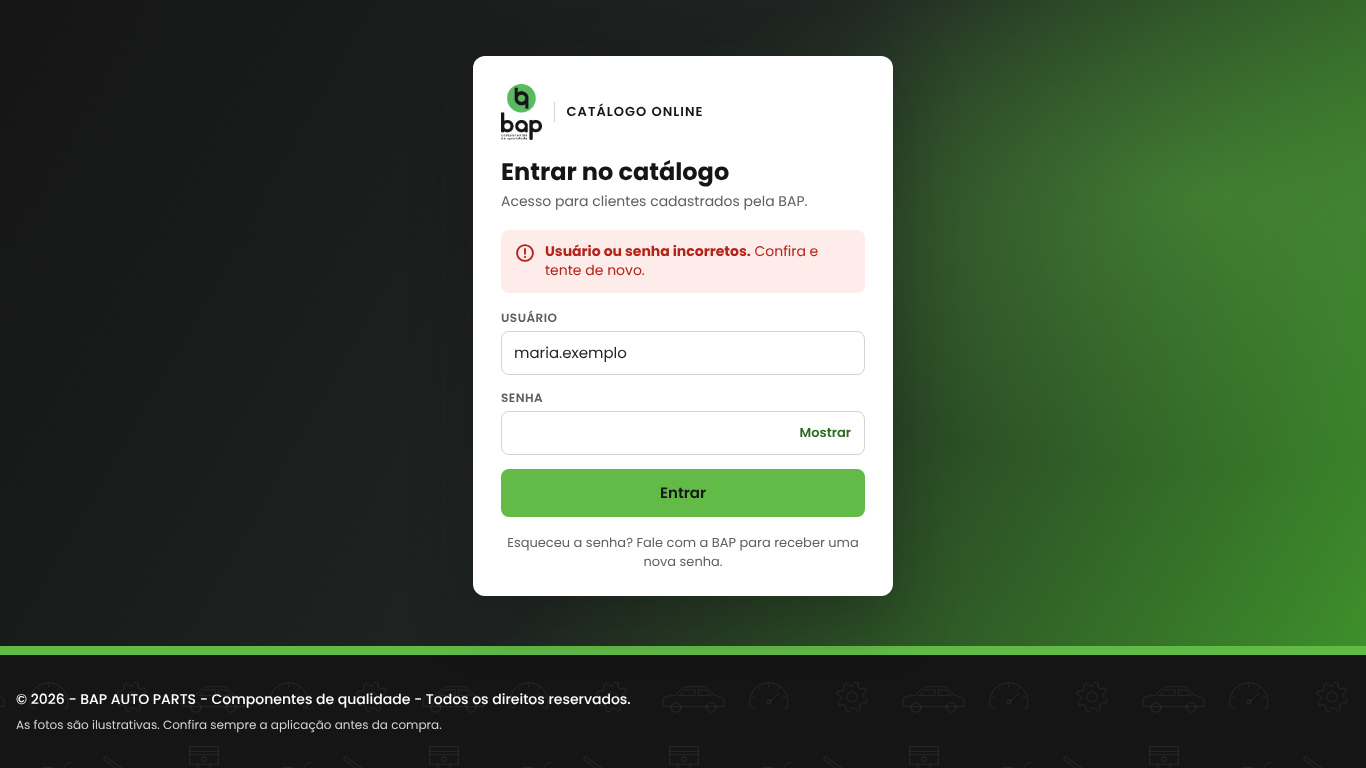 bap
CATÁLOGO ONLINE
Entrar no catálogo
Acesso para clientes cadastrados pela BAP.
Usuário ou senha incorretos. Confira e
tente de novo.
USUÁRIO
maria.exemplo
SENHA
Mostrar
Entrar
Esqueceu a senha? Fale com a BAP para receber uma
nova senha.
© 2026 - BAP AUTO PARTS - Componentes de qualidade - Todos os direitos reservados.
As fotos são ilustrativas. Confira sempre a aplicação antes da compra.